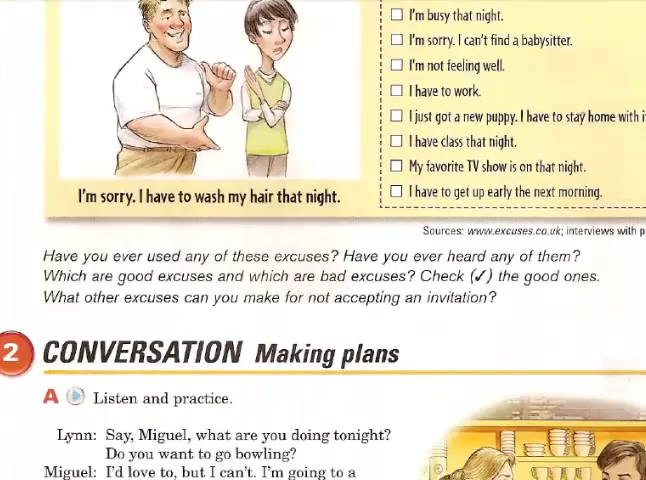 I'm busy that night.
I'm sorry. I can't find a babysitter.
I'm not feeling well.
I have to work.
I just got a new puppy. I have to stay home with
I have class that night.
My favorite TV show is on that night.
I have to get up early the next morning.
I'm sorry. I have to wash my hair that night.
Sources: www.excuses.co.uk; interviews with
Have you ever used any of these excuses? Have you ever heard any of them?
Which are good excuses and which are bad excuses? Check (✓) the good ones.
What other excuses can you make for not accepting an invitation?
2 CONVERSATION Making plans
A Listen and practice.
Lynn: Say, Miguel, what are you doing tonight?
Do you want to go bowling?
Miguel: I'd love to, but I can't. I'm going to a